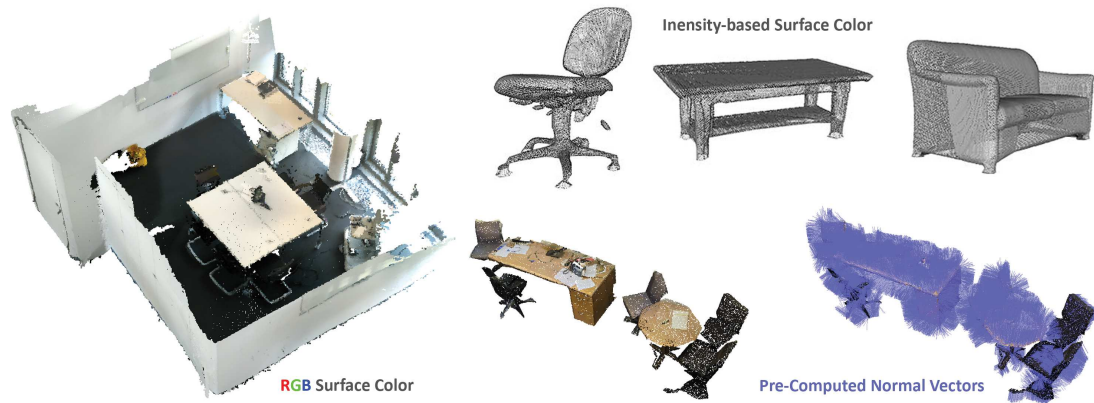 Inensity-based Surface Color
RGB Surface Color
Pre-Computed Normal Vectors